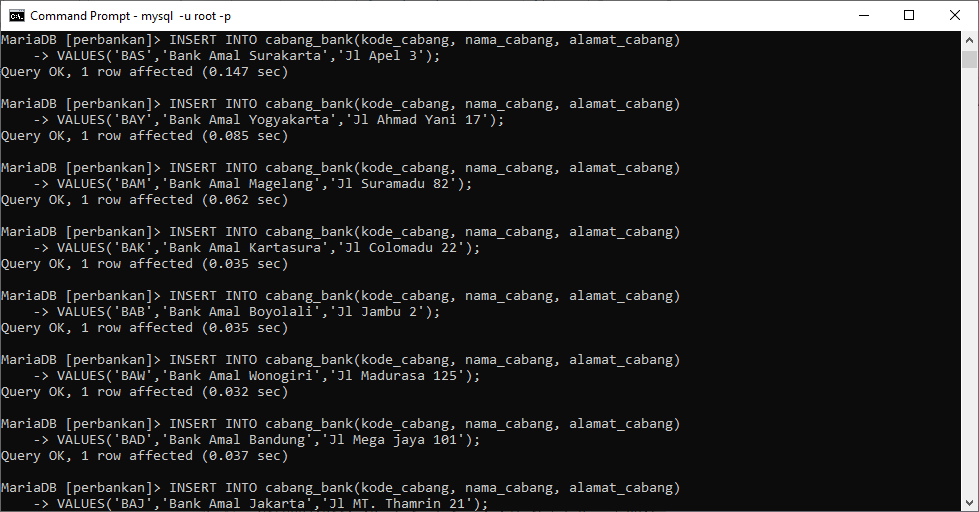 Command Prompt - mysql -u root -p
MariaDB [perbankan]> INSERT INTO cabang_bank(kode_cabang, nama_cabang, alamat_cabang)
    -> VALUES('BAS','Bank Amal Surakarta','Jl Apel 3');
Query OK, 1 row affected (0.147 sec)
MariaDB [perbankan]> INSERT INTO cabang_bank(kode_cabang, nama_cabang, alamat_cabang)
    -> VALUES('BAY','Bank Amal Yogyakarta','Jl Ahmad Yani 17');
Query OK, 1 row affected (0.085 sec)
MariaDB [perbankan]> INSERT INTO cabang_bank(kode_cabang, nama_cabang, alamat_cabang)
    -> VALUES('BAM','Bank Amal Magelang','Jl Suramadu 82');
Query OK, 1 row affected (0.062 sec)
MariaDB [perbankan]> INSERT INTO cabang_bank(kode_cabang, nama_cabang, alamat_cabang)
    -> VALUES('BAK','Bank Amal Kartasura','Jl Colomadu 22');
Query OK, 1 row affected (0.035 sec)
MariaDB [perbankan]> INSERT INTO cabang_bank(kode_cabang, nama_cabang, alamat_cabang)
    -> VALUES('BAB','Bank Amal Boyolali','Jl Jambu 2');
Query OK, 1 row affected (0.035 sec)
MariaDB [perbankan]> INSERT INTO cabang_bank(kode_cabang, nama_cabang, alamat_cabang)
    -> VALUES('BAW','Bank Amal Wonogiri','Jl Madurasa 125');
Query OK, 1 row affected (0.032 sec)
MariaDB [perbankan]> INSERT INTO cabang_bank(kode_cabang, nama_cabang, alamat_cabang)
    -> VALUES('BAD','Bank Amal Bandung','Jl Mega jaya 101');
Query OK, 1 row affected (0.037 sec)
MariaDB [perbankan]> INSERT INTO cabang_bank(kode_cabang, nama_cabang, alamat_cabang)
    -> VALUES('BAJ','Bank Amal Jakarta','Jl MT. Thamrin 21');